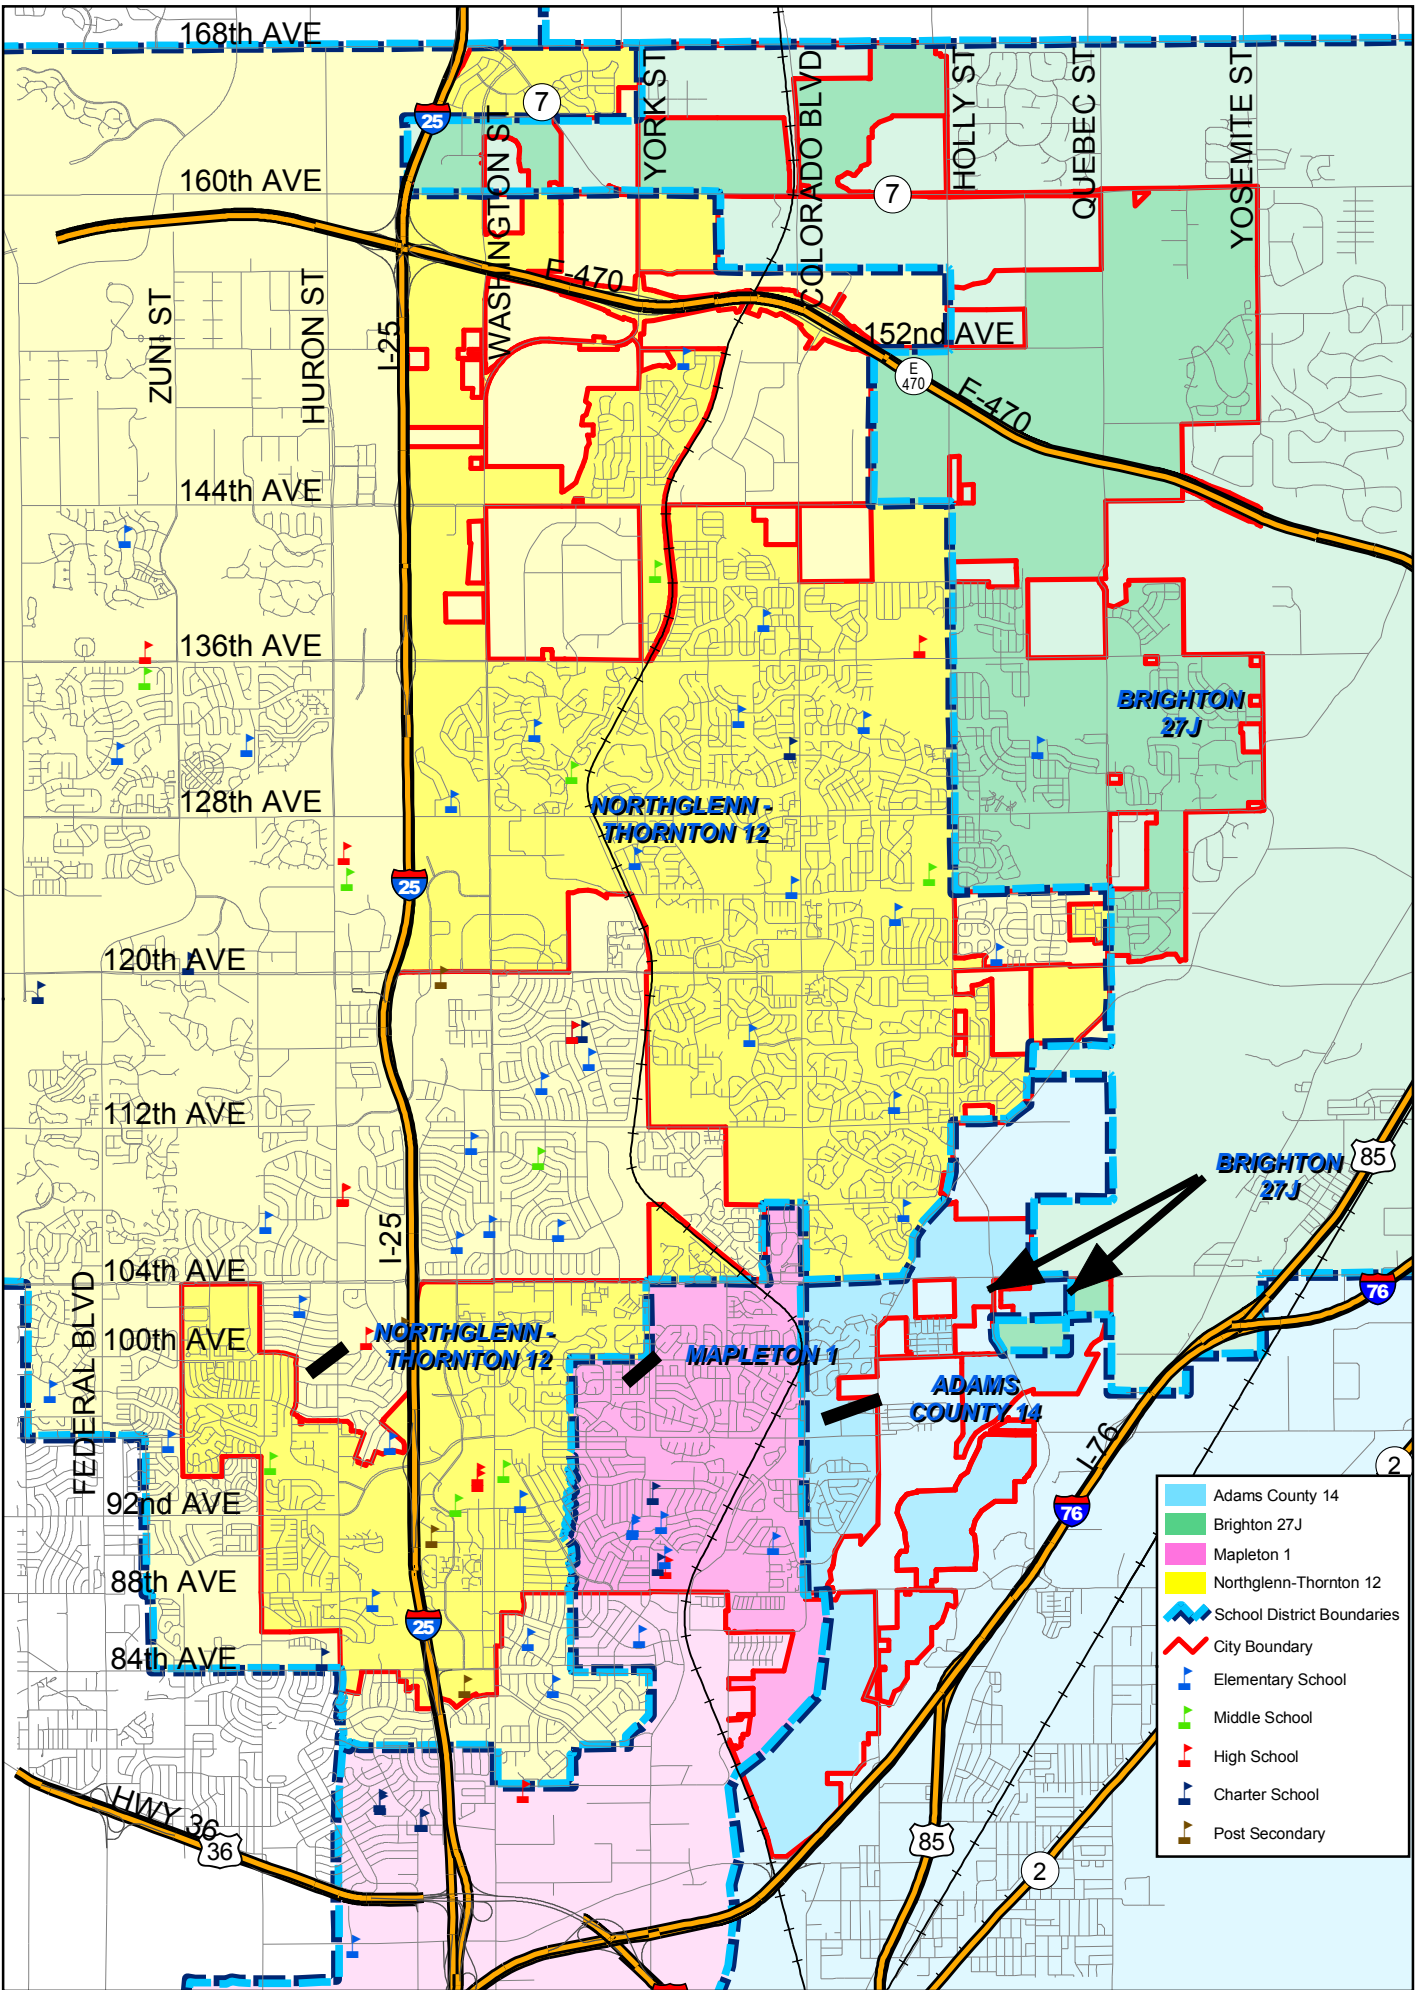 168th AVE
7
25
WASHINGTON ST
YORK ST
COLORADO BLVD
HOLLY ST
QUEBEC ST
YOSEMITE ST
160th AVE
7
E-470
ZUNI ST
HURON ST
I-25
152nd AVE
E
470
E-470
144th AVE
136th AVE
BRIGHTON
27J
128th AVE
NORTHGLENN -
THORNTON 12
25
120th AVE
112th AVE
85
BRIGHTON
27J
I-25
104th AVE
76
FEDERAL BLVD
100th AVE
NORTHGLENN -
THORNTON 12
MAPLETON 1
ADAMS
COUNTY 14
I-76
2
92nd AVE
76
88th AVE
25
84th AVE
Adams County 14
Brighton 27J
Mapleton 1
Northglenn-Thornton 12
School District Boundaries
City Boundary
Elementary School
Middle School
High School
Charter School
Post Secondary
HWY 36
36
85
2